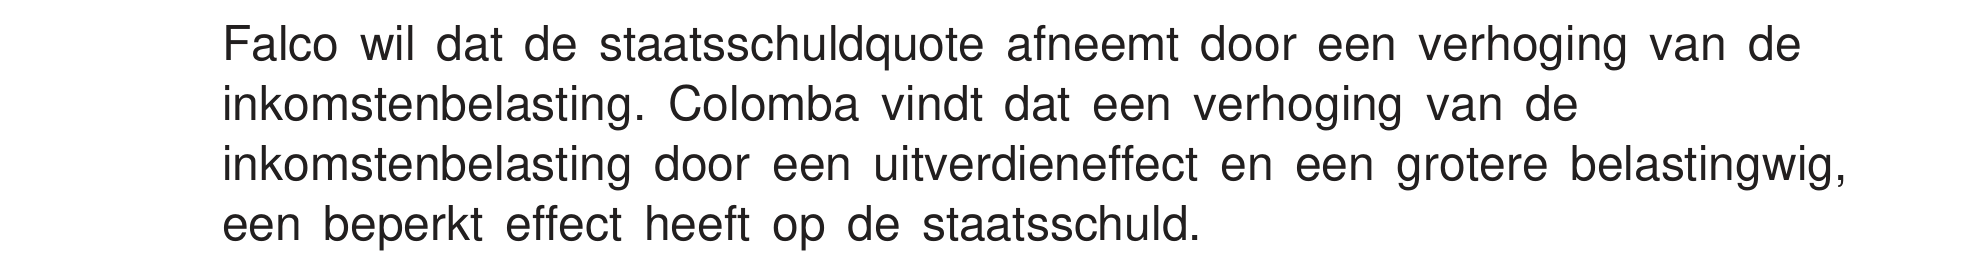 Falco wil dat de staatsschuldquote afneemt door een verhoging van de
inkomstenbelasting. Colomba vindt dat een verhoging van de
inkomstenbelasting door een uitverdieneffect en een grotere belastingwig,
een beperkt effect heeft op de staatsschuld.